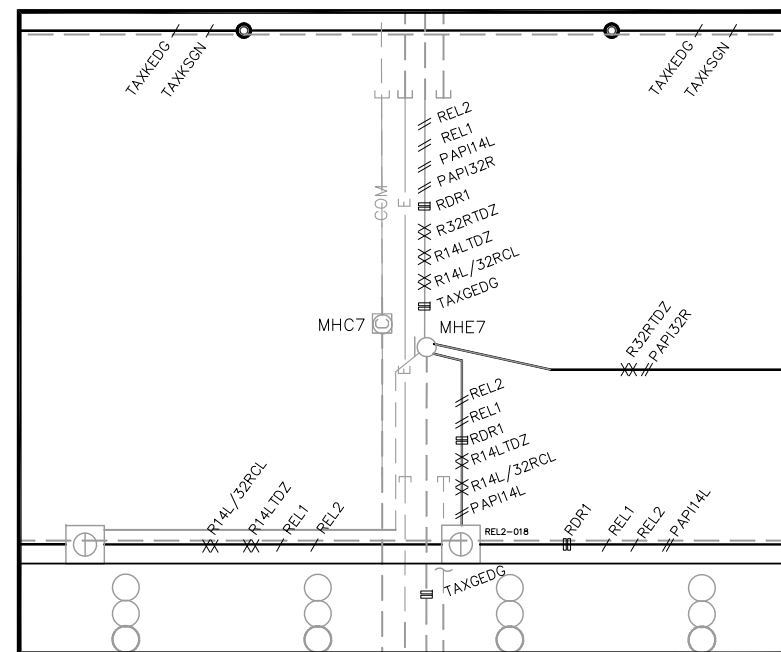 TAXKEDG
TAXKSGN
TAXKEDG
TAXKSGN
REL2
REL1
PAPI14L
PAPI32R
RDR1
R32RTDZ
R14LTDZ
R14L/32RCL
TAXGEDG
COM
E
MHC7
C
MHE7
E
R32RTDZ
PAPI32R
REL2
REL1
RDR1
R14LTDZ
R14L/32RCL
PAPI14L
R14L/32RCL
R14LTDZ
REL1
REL2
REL2-018
RDR1
REL1
REL2
PAPI14L
TAXGEDG